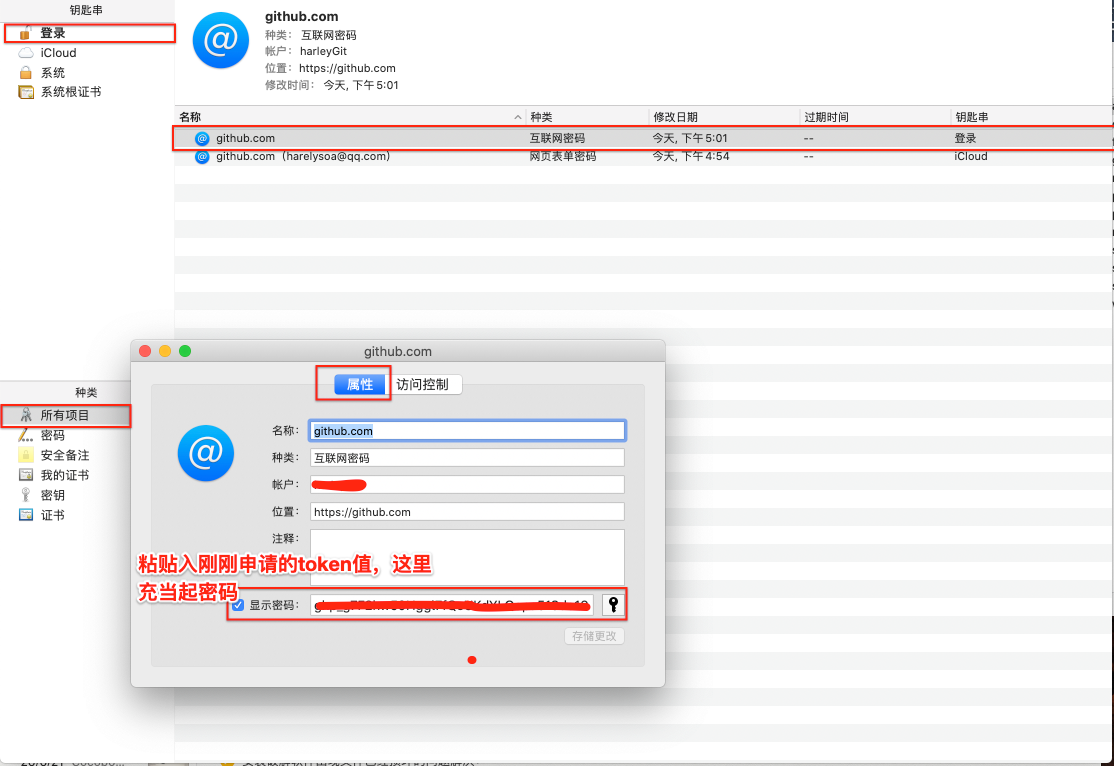 钥匙串
登录
iCloud
系统
系统根证书
github.com
种类： 互联网密码
帐户： harleyGit
位置： https://github.com
修改时间： 今天, 下午 5:01
名称 种类 修改日期 过期时间 钥匙串
github.com 互联网密码 今天, 下午 5:01 -- 登录
github.com（harelysoa@qq.com） 网页表单密码 今天, 下午 4:54 -- iCloud
种类
所有项目
密码
安全备注
我的证书
密钥
证书
github.com
属性 访问控制
名称： github.com
种类： 互联网密码
帐户：
位置： https://github.com
注释：
粘贴入刚刚申请的token值，这里
充当起密码
显示密码：
存储更改